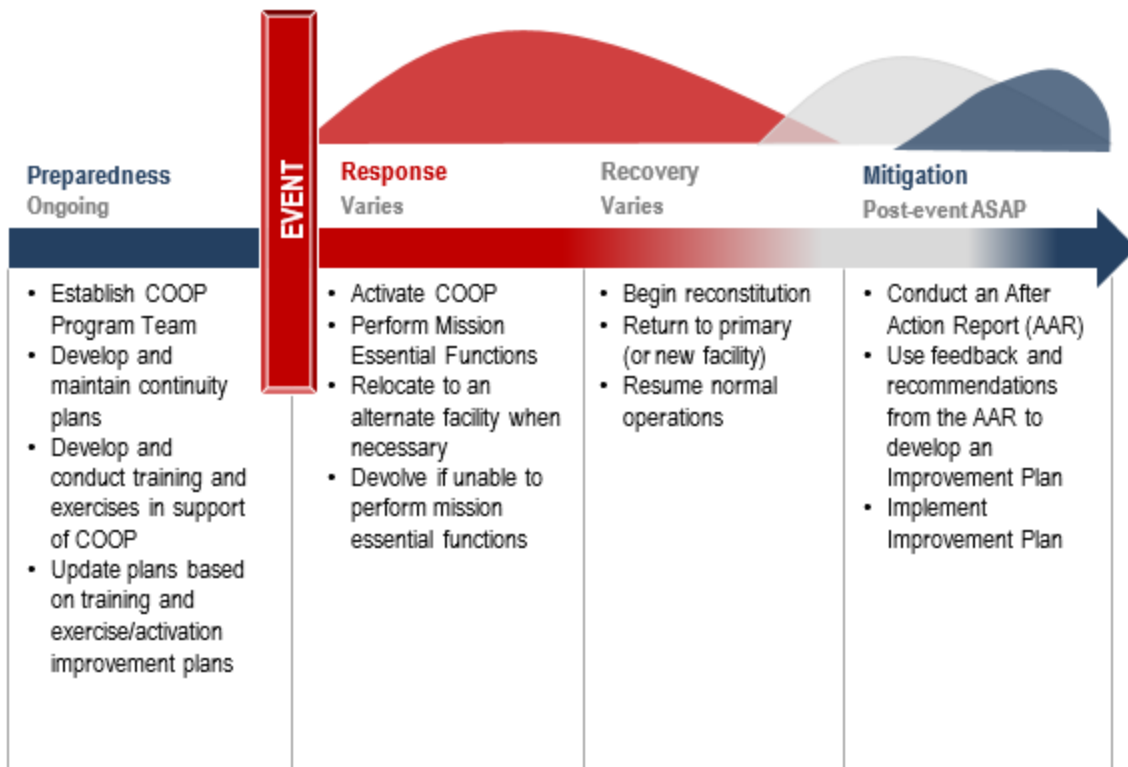 EVENT
Preparedness
Ongoing
• Establish COOP
Program Team
• Develop and
maintain continuity
plans
• Develop and
conduct training and
exercises in support
of COOP
• Update plans based
on training and
exercise/activation
improvement plans
Response
Varies
• Activate COOP
• Perform Mission
Essential Functions
• Relocate to an
alternate facility when
necessary
• Devolve if unable to
perform mission
essential functions
Recovery
Varies
• Begin reconstitution
• Return to primary
(or new facility)
• Resume normal
operations
Mitigation
Post-event ASAP
• Conduct an After
Action Report (AAR)
• Use feedback and
recommendations
from the AAR to
develop an
Improvement Plan
• Implement
Improvement Plan